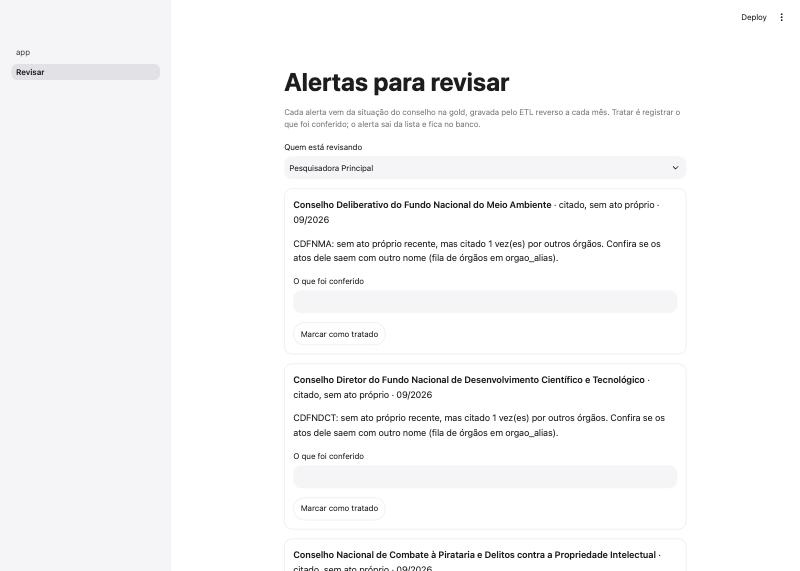 Deploy
app
Revisar
Alertas para revisar
Cada alerta vem da situação do conselho na gold, gravada pelo ETL reverso a cada mês. Tratar é registrar o
que foi conferido; o alerta sai da lista e fica no banco.
Quem está revisando
Pesquisadora Principal
Conselho Deliberativo do Fundo Nacional do Meio Ambiente · citado, sem ato próprio ·
09/2026
CDFNMA: sem ato próprio recente, mas citado 1 vez(es) por outros órgãos. Confira se os
atos dele saem com outro nome (fila de órgãos em orgao_alias).
O que foi conferido
Marcar como tratado
Conselho Diretor do Fundo Nacional de Desenvolvimento Científico e Tecnológico ·
citado, sem ato próprio · 09/2026
CDFNDCT: sem ato próprio recente, mas citado 1 vez(es) por outros órgãos. Confira se os
atos dele saem com outro nome (fila de órgãos em orgao_alias).
O que foi conferido
Marcar como tratado
Conselho Nacional de Combate à Pirataria e Delitos contra a Propriedade Intelectual ·
citado, sem ato próprio · 09/2026